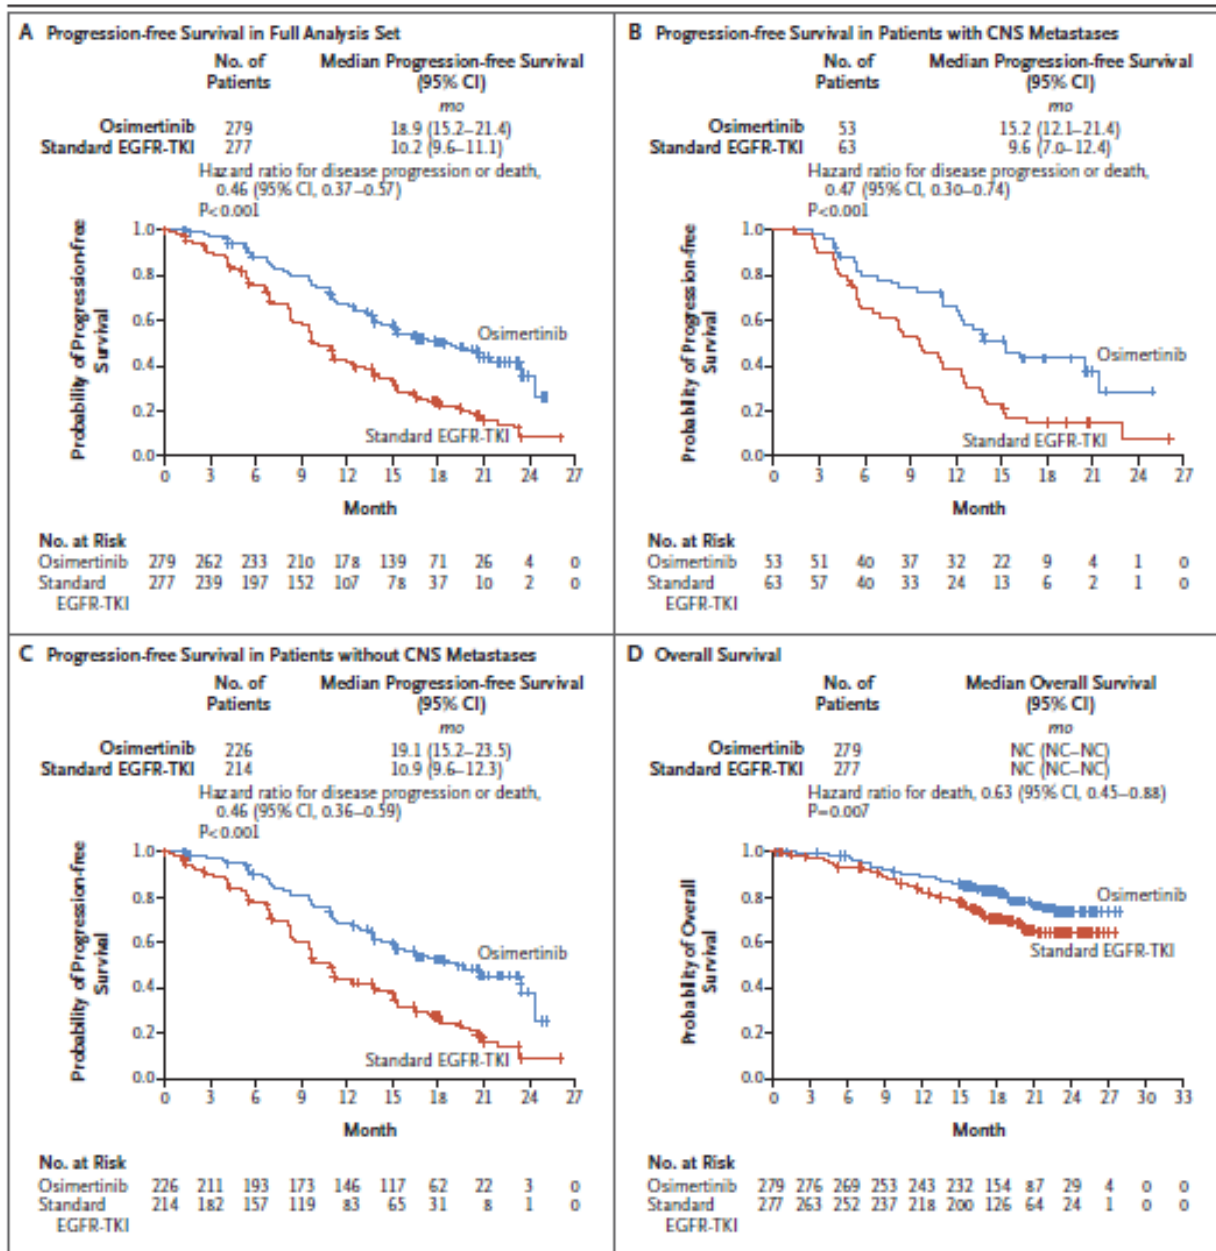 A Progression-free Survival in Full Analysis Set
No. of Patients Median Progression-free Survival (95% CI)
mo
Osimertinib 279 18.9 (15.2–21.4)
Standard EGFR-TKI 277 10.2 (9.6–11.1)
Hazard ratio for disease progression or death,
0.46 (95% CI, 0.37–0.57)
P<0.001
Probability of Progression-free Survival
1.0
0.8
0.6
0.4
0.2
0.0
Osimertinib
Standard EGFR-TKI
0 3 6 9 12 15 18 21 24 27
Month
No. at Risk
Osimertinib 279 262 233 210 178 139 71 26 4 0
Standard EGFR-TKI 277 239 197 152 107 78 37 10 2 0
B Progression-free Survival in Patients with CNS Metastases
No. of Patients Median Progression-free Survival (95% CI)
mo
Osimertinib 53 15.2 (12.1–21.4)
Standard EGFR-TKI 63 9.6 (7.0–12.4)
Hazard ratio for disease progression or death,
0.47 (95% CI, 0.30–0.74)
P<0.001
Probability of Progression-free Survival
1.0
0.8
0.6
0.4
0.2
0.0
Osimertinib
Standard EGFR-TKI
0 3 6 9 12 15 18 21 24 27
Month
No. at Risk
Osimertinib 53 51 40 37 32 22 9 4 1 0
Standard EGFR-TKI 63 57 40 33 24 13 6 2 1 0
C Progression-free Survival in Patients without CNS Metastases
No. of Patients Median Progression-free Survival (95% CI)
mo
Osimertinib 226 19.1 (15.2–23.5)
Standard EGFR-TKI 214 10.9 (9.6–12.3)
Hazard ratio for disease progression or death,
0.46 (95% CI, 0.36–0.59)
P<0.001
Probability of Progression-free Survival
1.0
0.8
0.6
0.4
0.2
0.0
Osimertinib
Standard EGFR-TKI
0 3 6 9 12 15 18 21 24 27
Month
No. at Risk
Osimertinib 226 211 193 173 146 117 62 22 3 0
Standard EGFR-TKI 214 182 157 119 83 65 31 8 1 0
D Overall Survival
No. of Patients Median Overall Survival (95% CI)
mo
Osimertinib 279 NC (NC–NC)
Standard EGFR-TKI 277 NC (NC–NC)
Hazard ratio for death, 0.63 (95% CI, 0.45–0.88)
P=0.007
Probability of Overall Survival
1.0
0.8
0.6
0.4
0.2
0.0
Osimertinib
Standard EGFR-TKI
0 3 6 9 12 15 18 21 24 27 30 33
Month
No. at Risk
Osimertinib 279 276 269 253 243 232 154 87 29 4 0 0
Standard EGFR-TKI 277 263 252 237 218 200 126 64 24 1 0 0